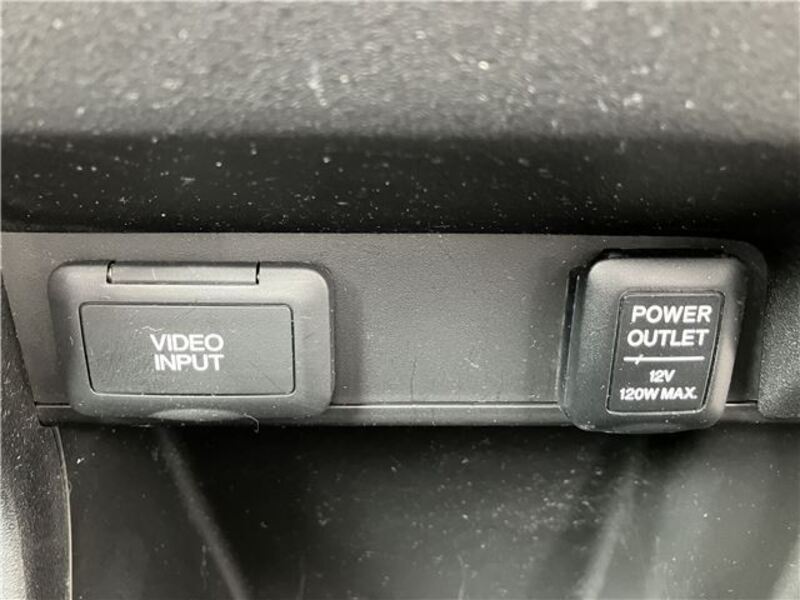 VIDEO
INPUT
POWER
OUTLET
12V
120W MAX.